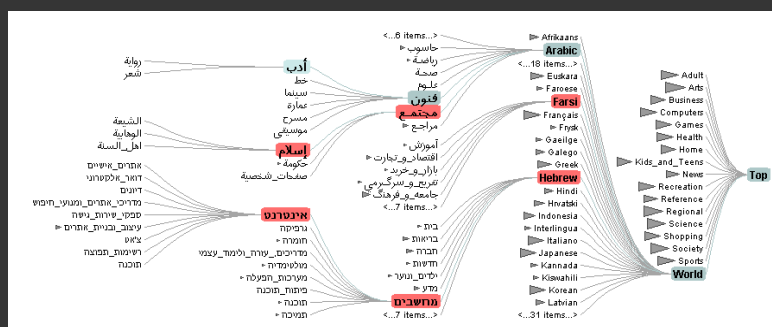 Top
Adult
Arts
Business
Computers
Games
Health
Home
Kids_and_Teens
News
Recreation
Reference
Regional
Science
Shopping
Society
Sports
World
Afrikaans
Arabic
<...18 items...>
Euskara
Faroese
Farsi
Français
Frysk
Gaeilge
Galego
Greek
Hebrew
Hindi
Hrvatski
Indonesia
Interlingua
Italiano
Japanese
Kannada
Kiswahili
Korean
Latvian
<...31 items...>
<...6 items...>
حاسوب
رياضة
صحة
علوم
فنون
مجتمع
مراجع
آموزش
اقتصاد_و_تجارت
بازار_و_خرید
تفریح_و_سرگرمی
جامعه_و_فرهنگ
<...7 items...>
בית
בריאות
חברה
חדשות
ילדים_ונוער
מדע
מחשבים
<...7 items...>
أدب
خط
سينما
عمارة
مسرح
موسيقى
إسلام
حكومة
صفحات_شخصية
אינטרנט
גרפיקה
חומרה
מדריכים,_עזרה_ולימוד_עצמי
מולטימדיה
מערכות_הפעלה
פיתוח_תוכנה
תוכנה
תמיכה
رواية
شعر
الشيعة
الوهابية
اهل_السنة
אתרים_אישיים
דואר_אלקטרוני
דיונים
מדריכי_אתרים_ומנועי_חיפוש
ספקי_שירות_גישה
עיצוב_ובניית_אתרים
צ'אט
רשימות_תפוצה
תוכנה